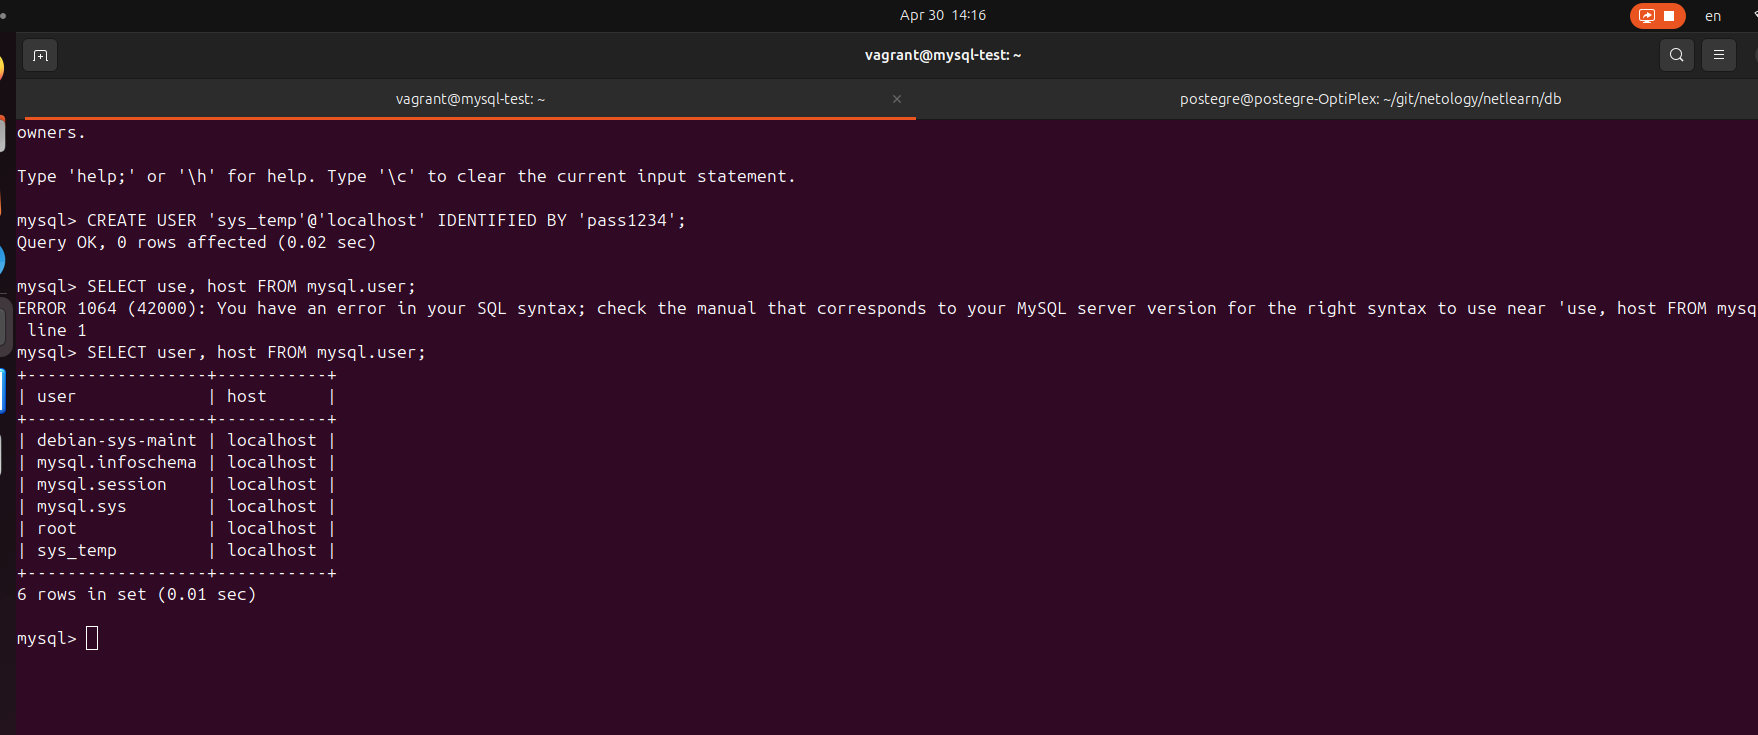 Apr 30 14:16
en
vagrant@mysql-test: ~
vagrant@mysql-test: ~
postegre@postegre-OptiPlex: ~/git/netology/netlearn/db
owners.
Type 'help;' or '\h' for help. Type '\c' to clear the current input statement.
mysql> CREATE USER 'sys_temp'@'localhost' IDENTIFIED BY 'pass1234';
Query OK, 0 rows affected (0.02 sec)
mysql> SELECT use, host FROM mysql.user;
ERROR 1064 (42000): You have an error in your SQL syntax; check the manual that corresponds to your MySQL server version for the right syntax to use near 'use, host FROM mysq
line 1
mysql> SELECT user, host FROM mysql.user;
+------------------+-----------+
| user             | host      |
+------------------+-----------+
| debian-sys-maint | localhost |
| mysql.infoschema | localhost |
| mysql.session    | localhost |
| mysql.sys        | localhost |
| root             | localhost |
| sys_temp         | localhost |
+------------------+-----------+
6 rows in set (0.01 sec)
mysql>